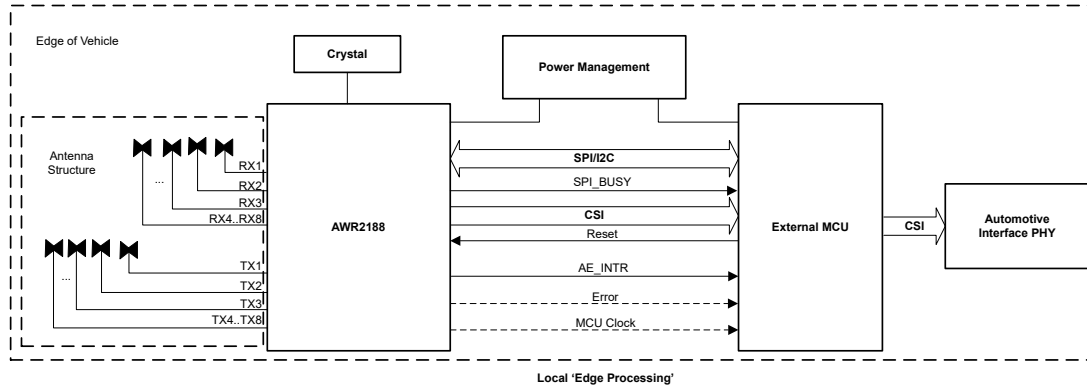 Edge of Vehicle
Crystal
Power Management
Antenna
Structure
...
RX1
RX2
RX3
RX4..RX8
...
TX1
TX2
TX3
TX4..TX8
AWR2188
SPI/I2C
SPI_BUSY
CSI
Reset
AE_INTR
Error
MCU Clock
External MCU
CSI
Automotive
Interface PHY
Local ‘Edge Processing’